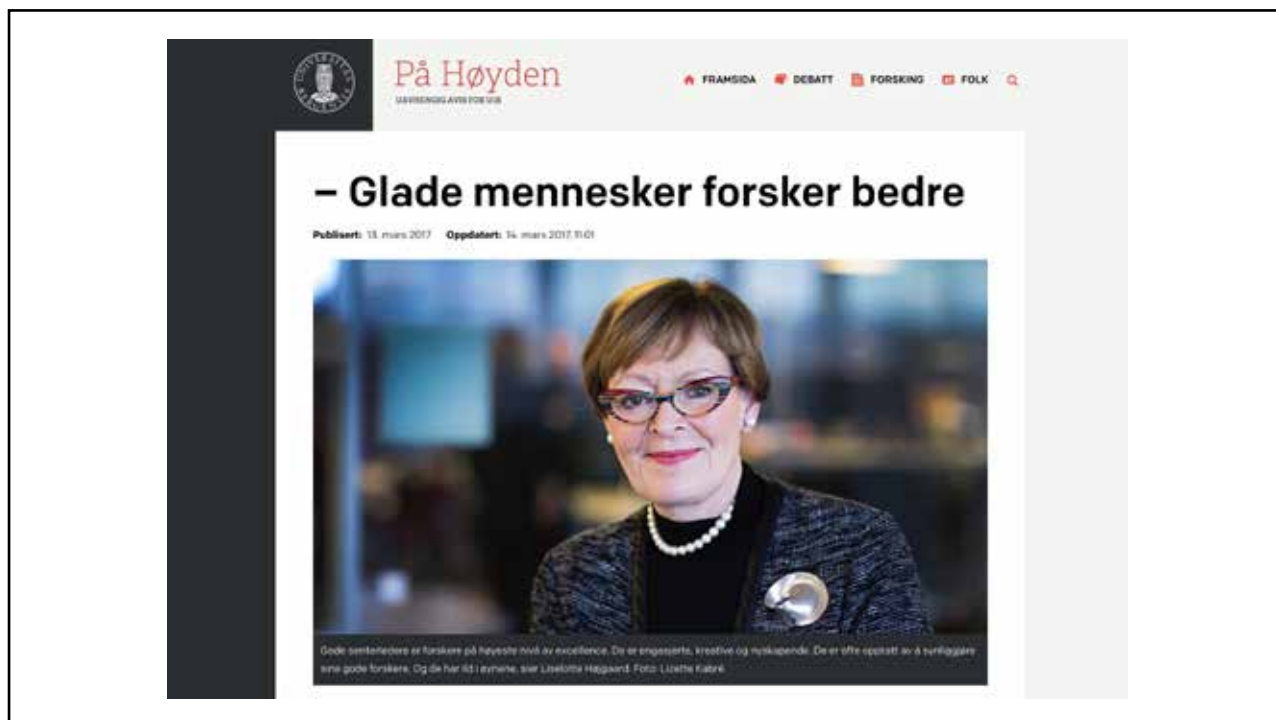 På Høyden
UAVHENGIG AVIS FOR UIB
FRAMSIDA DEBATT FORSKING FOLK
– Glade mennesker forsker bedre
Publisert: 13. mars 2017 Oppdatert: 14. mars 2017, 11:01
Gode senterledere er forskere på høyeste nivå av excellence. De er engasjerte, kreative og nyskapende. De er ofte opptatt av å synliggjøre
sine gode forskere. Og de har ild i øynene, sier Liselotte Højgaard. Foto: Lizette Kabré.